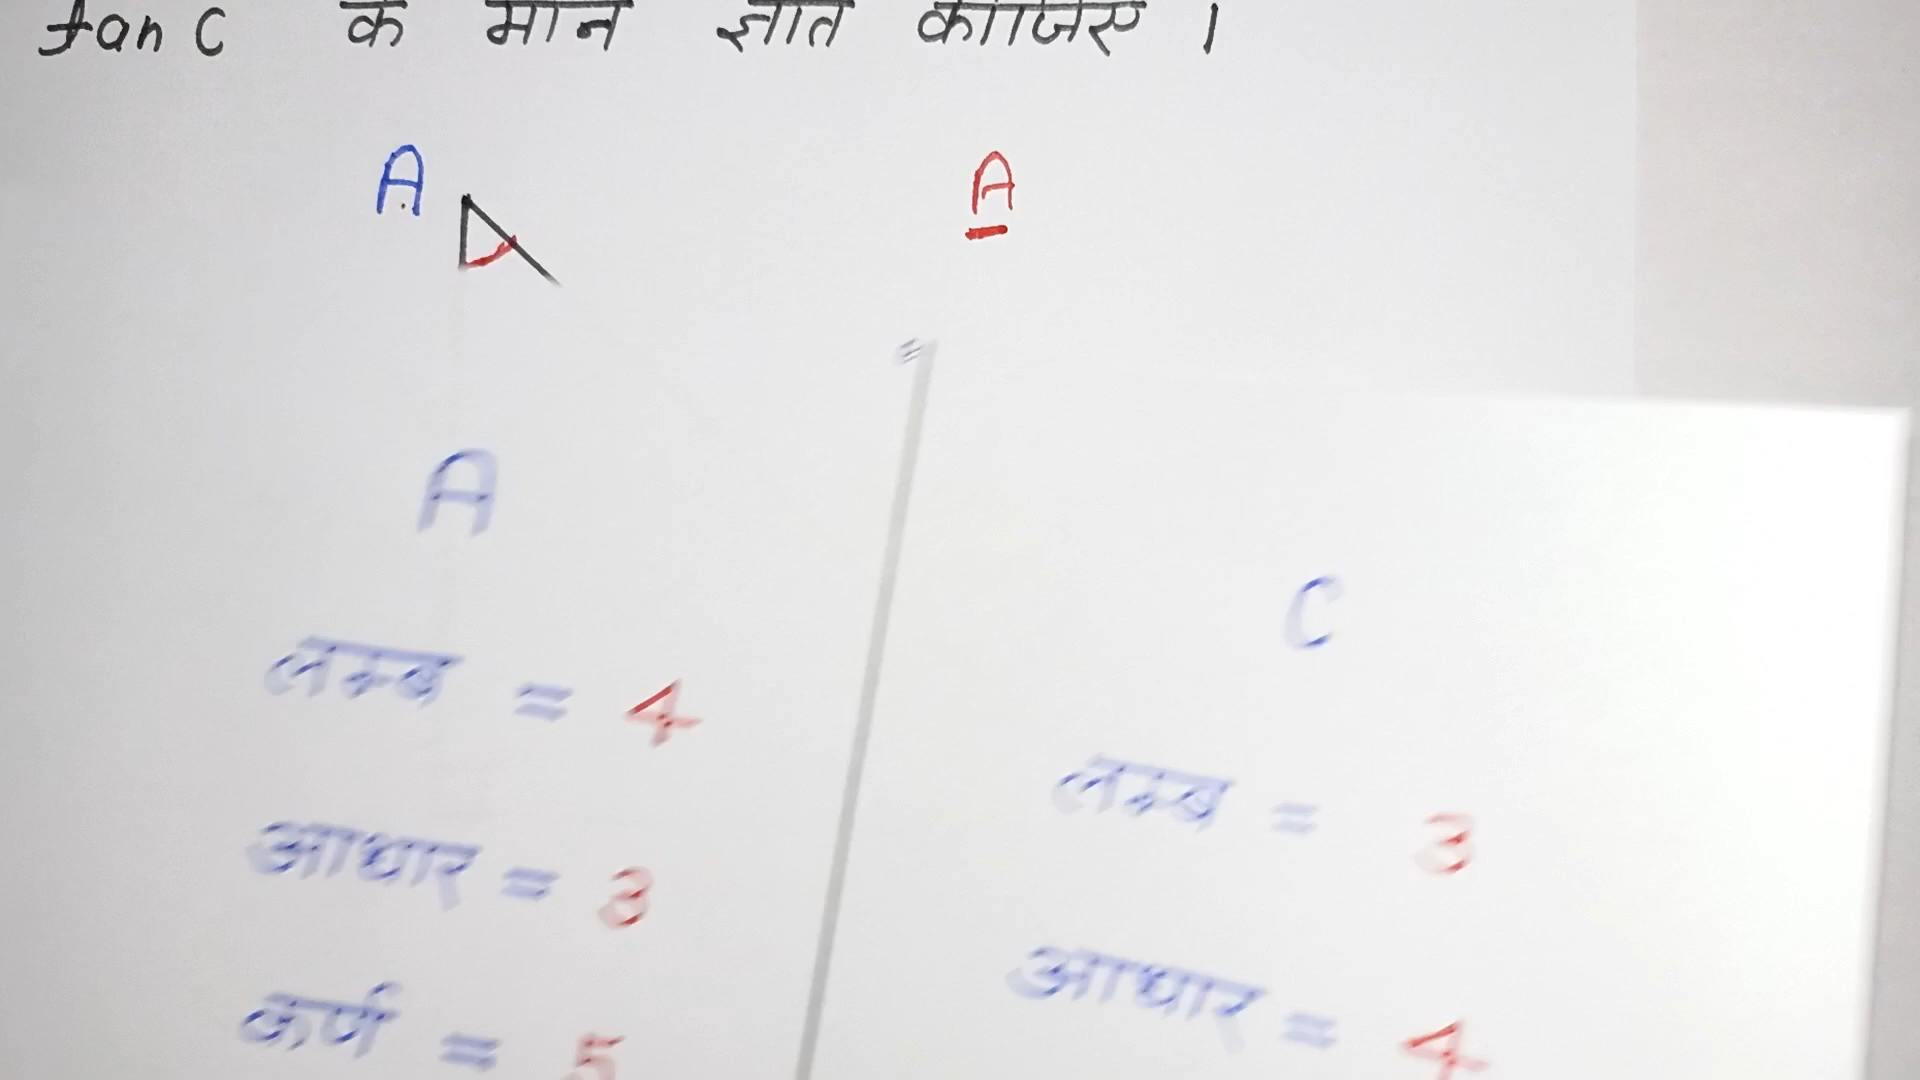 tan C के मान ज्ञात कीजिए ।
A
A
A
लम्ब = 4
आधार = 3
कर्ण = 5
C
लम्ब = 3
आधार = 4